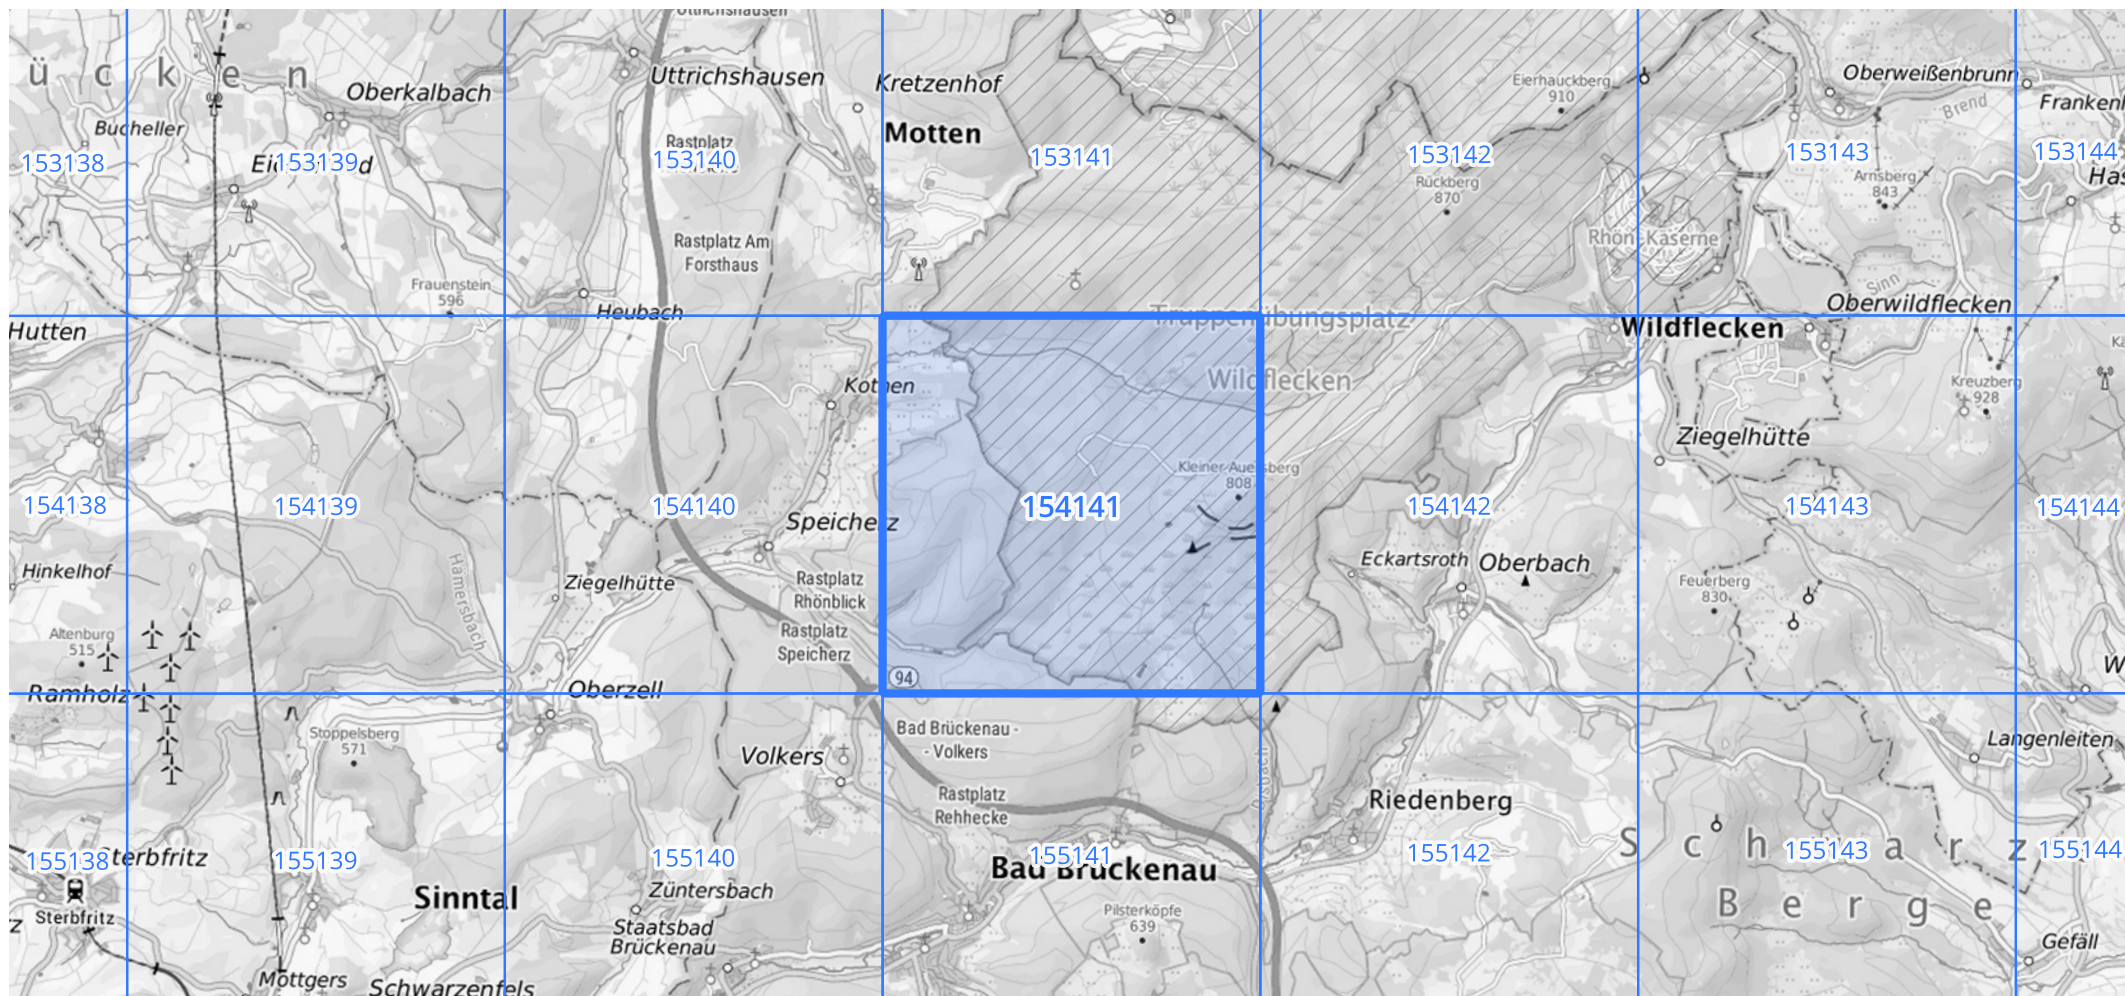 Uttrichshausen
ü c k e n
Oberkalbach
Uttrichshausen
Kretzenhof
Eierhauckberg
910
Oberweißenbrunn
Brend
Bucheller
Rastplatz
Motten
153138
153139
153140
153141
153142
153143
153144
Rückberg
870
Arnsberg
843
Rastplatz Am
Forsthaus
Rhön-Kaserne
Frauenstein
596
Sinn
Heubach
Oberwildflecken
Hutten
Truppenübungsplatz
Wildflecken
Wildflecken
Kothen
Kreuzberg
928
Ziegelhütte
Kleiner Auersberg
808
154138
154139
154140
154141
154142
154143
154144
Speicherz
Hinkelhof
Hamersbach
Ziegelhütte
Rastplatz
Rhönblick
Eckartsroth
Oberbach
Feuerberg
830
Altenburg
515
Rastplatz
Speicherz
94
Ramholz
Oberzell
Stoppelsberg
571
Bad Brückenau -
- Volkers
Volkers
Langenleiten
Rastplatz
Rehhecke
Riedenberg
S c h w a r z
155138
155139
155140
155141
155142
155143
155144
Sterbfritz
Bad Brückenau
Sterbfritz
Sinntal
Züntersbach
B e r g e
Pilsterköpfe
639
Staatsbad
Brückenau
Gefäll
Mottgers
Schwarzenfels